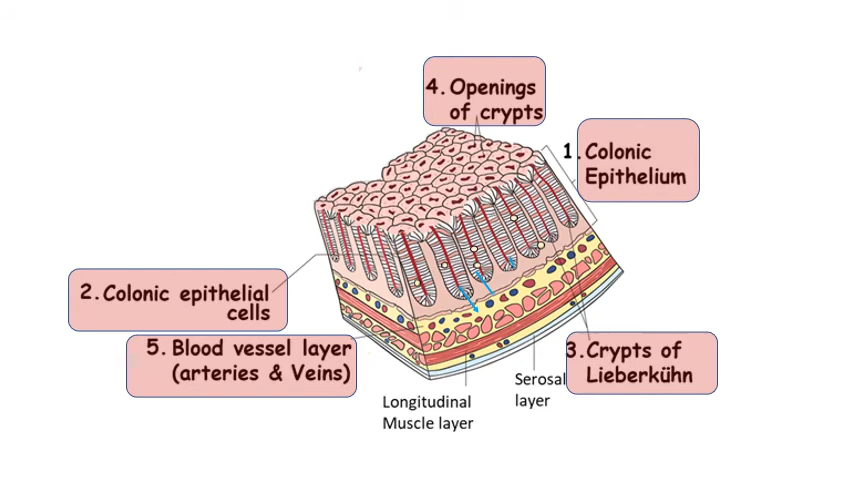 4. Openings
of crypts
1. Colonic
Epithelium
2. Colonic epithelial
cells
5. Blood vessel layer
(arteries & Veins)
3. Crypts of
Lieberkühn
Serosal
layer
Longitudinal
Muscle layer